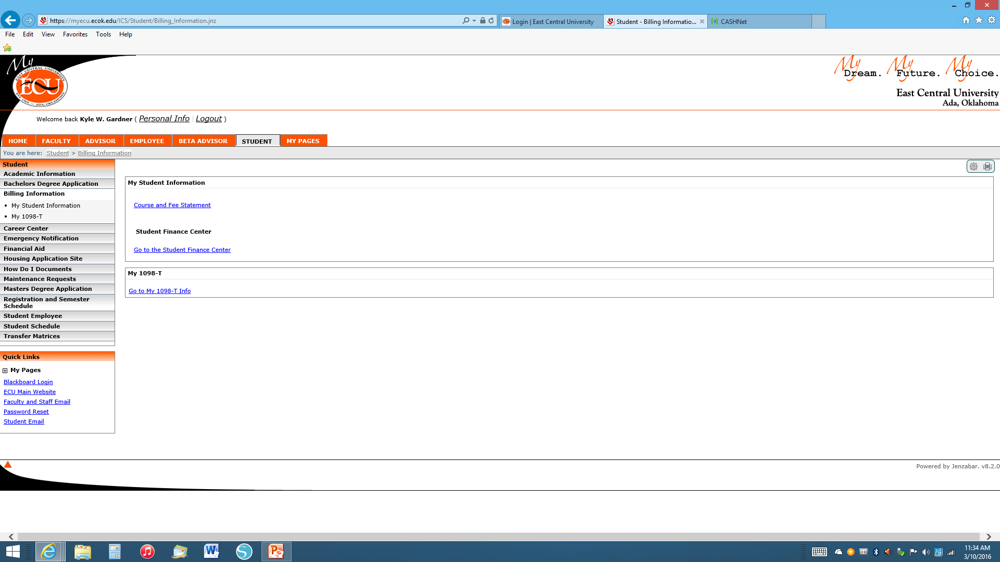 https://myecu.ecok.edu/ICS/Student/Billing_Information.jnz
Login | East Central University
Student - Billing Informatio...
CASHNet
File Edit View Favorites Tools Help
My
EAST CENTRAL UNIVERSITY
ECU
EST. 1909 ~ ADA, OKLAHOMA
My Dream. My Future. My Choice.
East Central University
Ada, Oklahoma
Welcome back Kyle W. Gardner ( Personal Info | Logout )
HOME FACULTY ADVISOR EMPLOYEE BETA ADVISOR STUDENT MY PAGES
You are here: Student > Billing Information
Student
Academic Information
Bachelors Degree Application
Billing Information
• My Student Information
• My 1098-T
Career Center
Emergency Notification
Financial Aid
Housing Application Site
How Do I Documents
Maintenance Requests
Masters Degree Application
Registration and Semester
Schedule
Student Employee
Student Schedule
Transfer Matrices
Quick Links
My Pages
Blackboard Login
ECU Main Website
Faculty and Staff Email
Password Reset
Student Email
My Student Information
Course and Fee Statement
Student Finance Center
Go to the Student Finance Center
My 1098-T
Go to My 1098-T Info
Powered by Jenzabar. v8.2.0
11:34 AM
3/10/2016